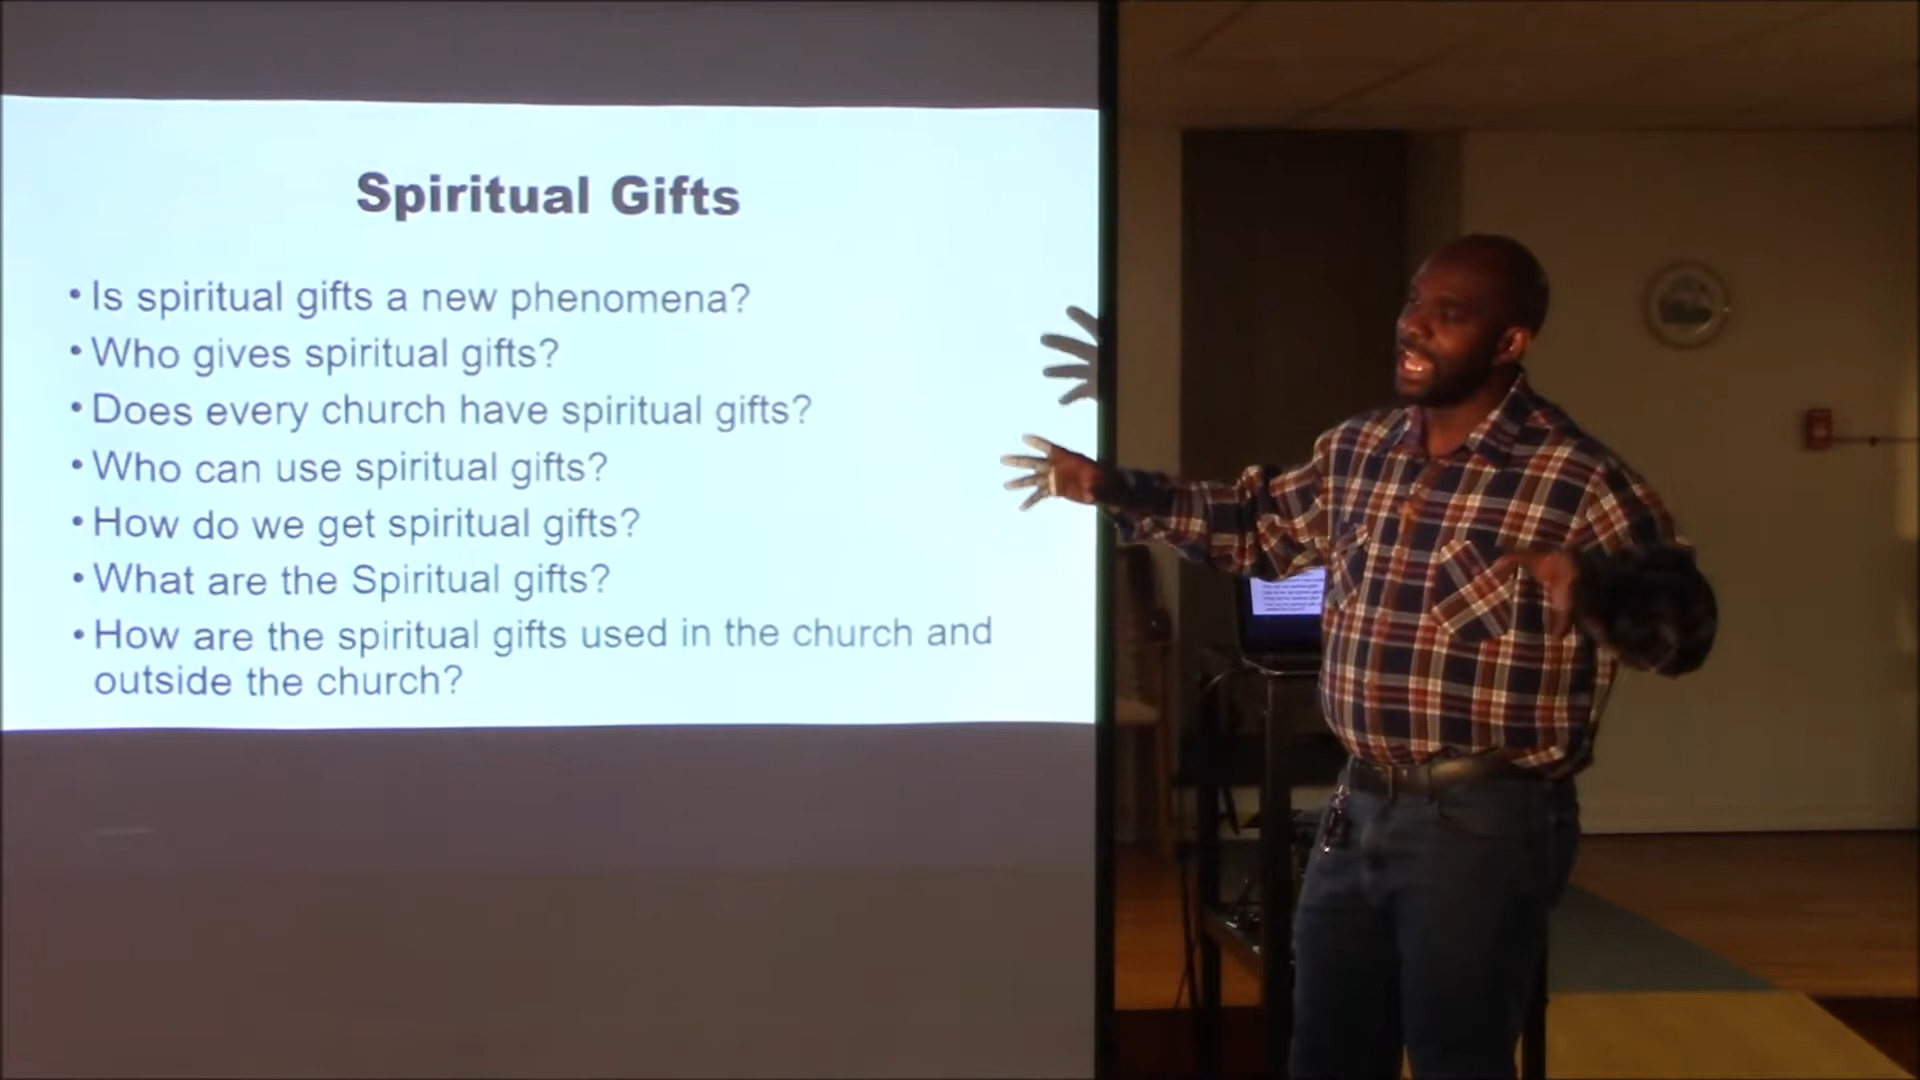 Spiritual Gifts
• Is spiritual gifts a new phenomena?
• Who gives spiritual gifts?
• Does every church have spiritual gifts?
• Who can use spiritual gifts?
• How do we get spiritual gifts?
• What are the Spiritual gifts?
• How are the spiritual gifts used in the church and
outside the church?